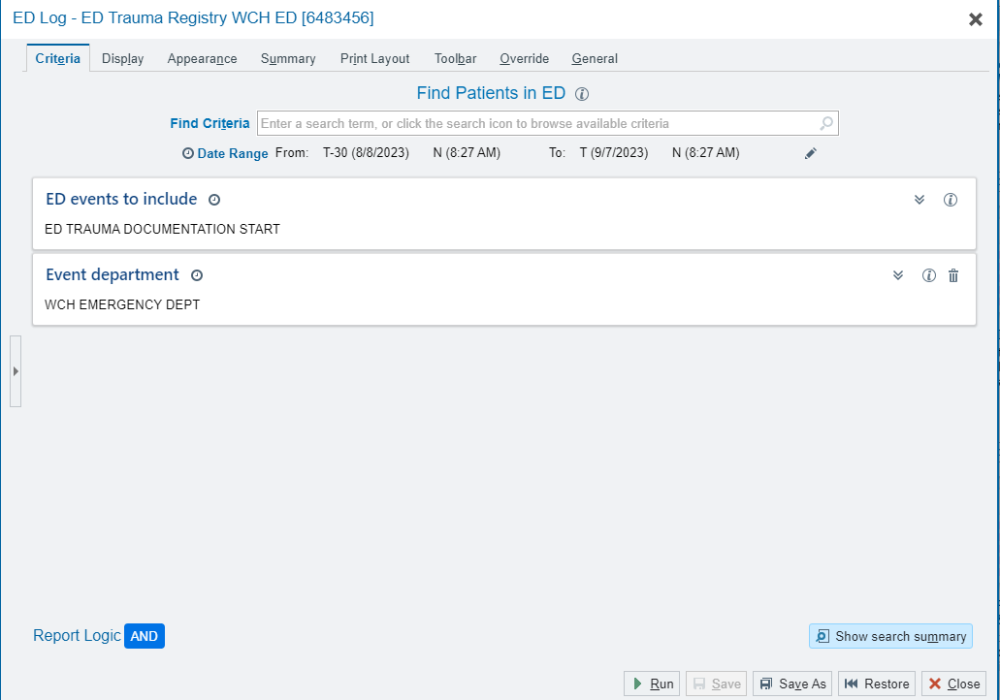 ED Log - ED Trauma Registry WCH ED [6483456]
Criteria Display Appearance Summary Print Layout Toolbar Override General
Find Patients in ED
Find Criteria Enter a search term, or click the search icon to browse available criteria
Date Range From: T-30 (8/8/2023) N (8:27 AM) To: T (9/7/2023) N (8:27 AM)
ED events to include
ED TRAUMA DOCUMENTATION START
Event department
WCH EMERGENCY DEPT
Report Logic AND
Show search summary
Run Save Save As Restore Close